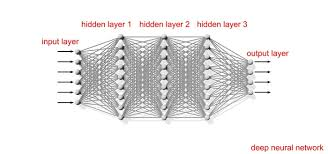 hidden layer 1 hidden layer 2 hidden layer 3
input layer
output layer
deep neural network